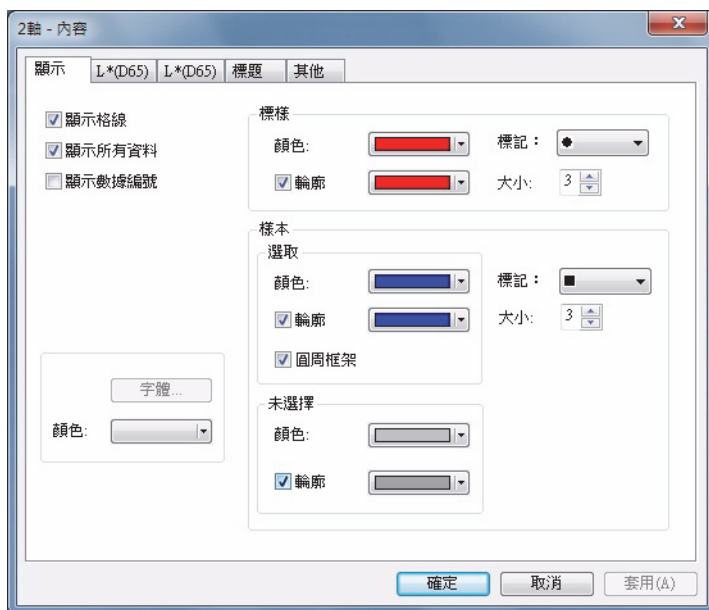 2軸 - 內容
顯示
L*(D65)
L*(D65)
標題
其他
顯示格線
顯示所有資料
顯示數據編號
字體...
顏色:
標樣
顏色:
標記：
輪廓
大小:
3
樣本
選取
顏色:
標記：
輪廓
大小:
3
圓周框架
未選擇
顏色:
輪廓
確定
取消
套用(A)